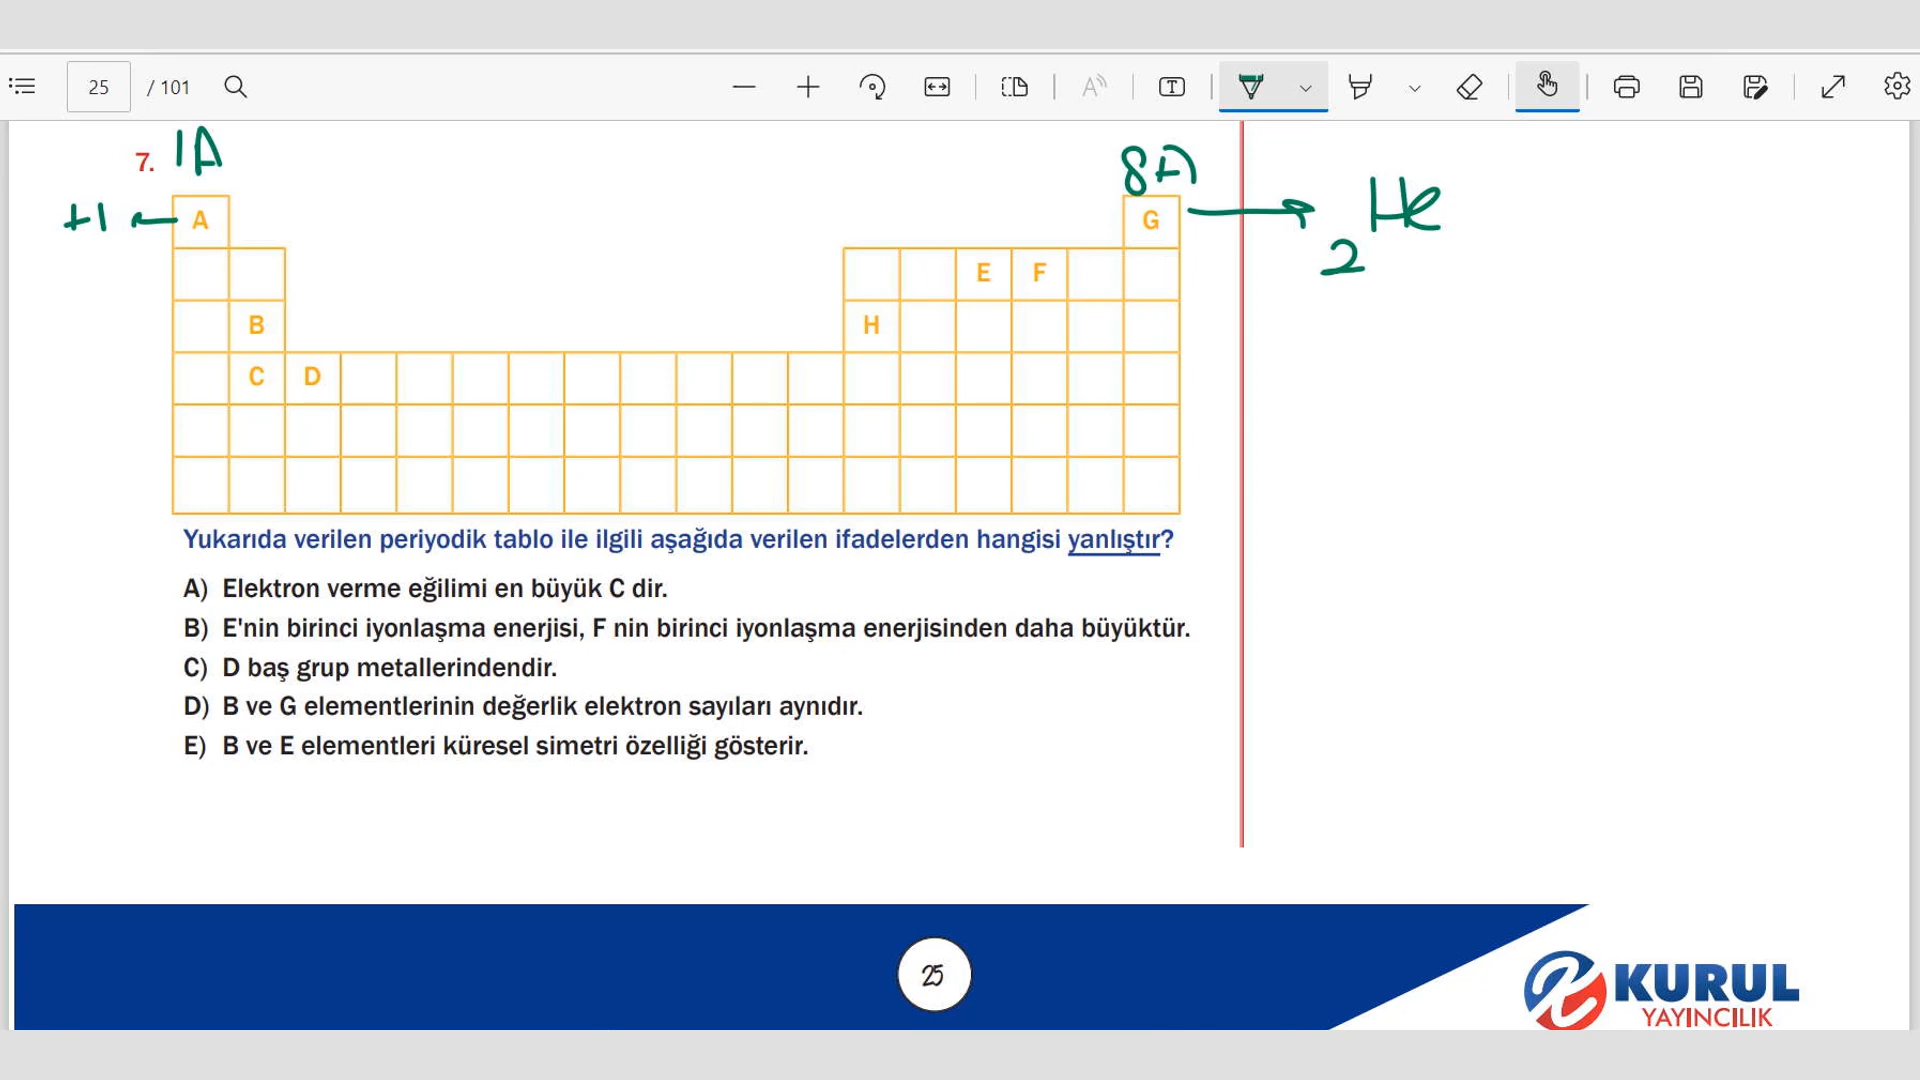 25 / 101
7. 1A
8A
+1 A
G
2He
E F
B
H
C D
Yukarıda verilen periyodik tablo ile ilgili aşağıda verilen ifadelerden hangisi yanlıştır?
A) Elektron verme eğilimi en büyük C dir.
B) E'nin birinci iyonlaşma enerjisi, F nin birinci iyonlaşma enerjisinden daha büyüktür.
C) D baş grup metallerindendir.
D) B ve G elementlerinin değerlik elektron sayıları aynıdır.
E) B ve E elementleri küresel simetri özelliği gösterir.
25
KURUL
YAYINCILIK